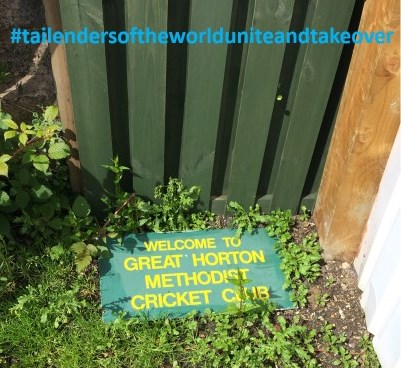 #tailendersoftheworlduniteandtakeover
WELCOME TO
GREAT HORTON
METHODIST
CRICKET CLUB